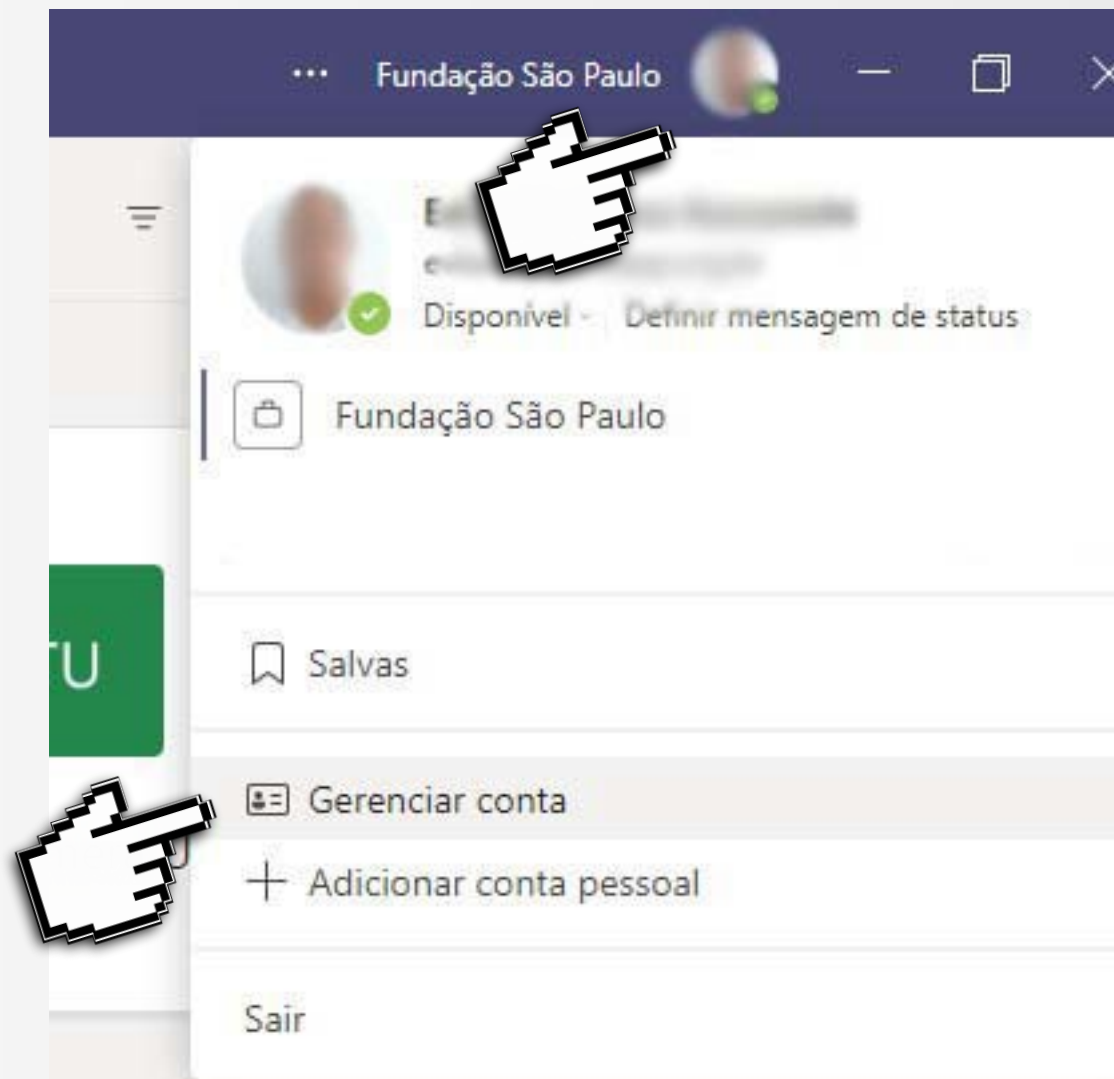 ... Fundação São Paulo
Disponível - Definir mensagem de status
Fundação São Paulo
TU
Salvas
Gerenciar conta
Adicionar conta pessoal
Sair